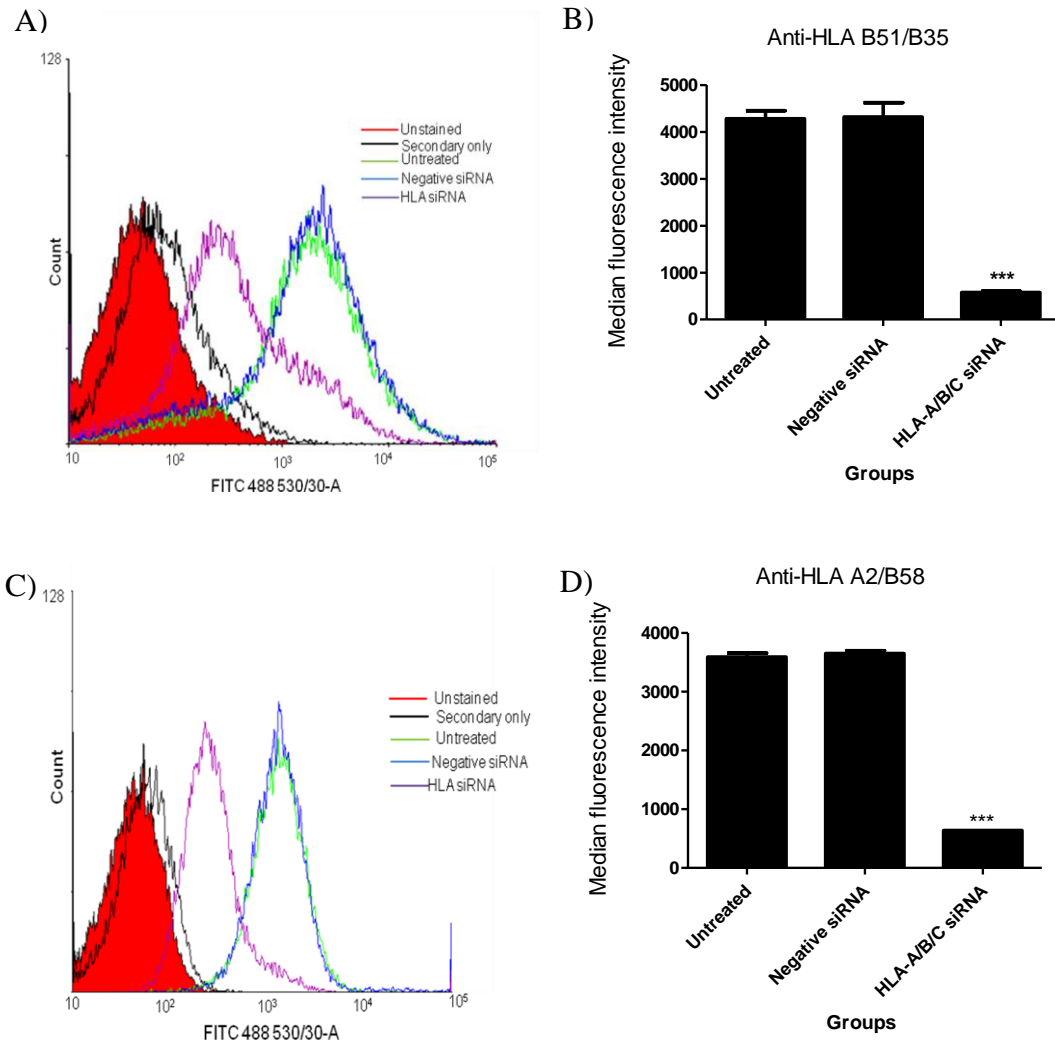 A)
128
Unstained
Secondary only
Untreated
Negative siRNA
HLA siRNA
Count
10 10² 10³ 10⁴ 10⁵
FITC 488 530/30-A
B)
Anti-HLA B51/B35
Median fluorescence intensity
5000
4000
3000
2000
1000
0
***
Untreated
Negative siRNA
HLA-A/B/C siRNA
Groups
C)
128
Unstained
Secondary only
Untreated
Negative siRNA
HLA siRNA
Count
10 10² 10³ 10⁴ 10⁵
FITC 488 530/30-A
D)
Anti-HLA A2/B58
Median fluorescence intensity
4000
3000
2000
1000
0
***
Untreated
Negative siRNA
HLA-A/B/C siRNA
Groups